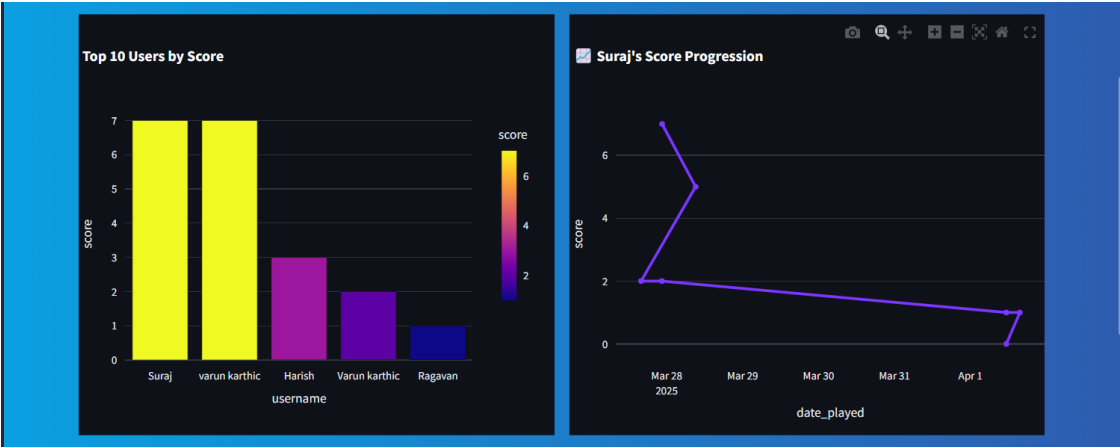 Top 10 Users by Score
7
6
5
4
3
2
1
0
score
Suraj varun karthic Harish Varun karthic Ragavan
username
score
6
4
2
📈 Suraj's Score Progression
6
4
2
0
score
Mar 28 Mar 29 Mar 30 Mar 31 Apr 1
2025
date_played